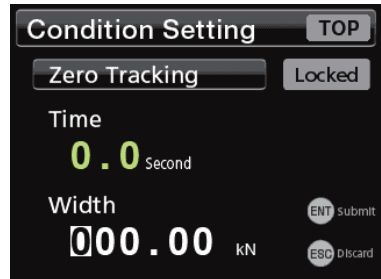 Condition Setting TOP
Zero Tracking Locked
Time
0.0 Second
Width
ENT Submit
000.00 kN
ESC Discard